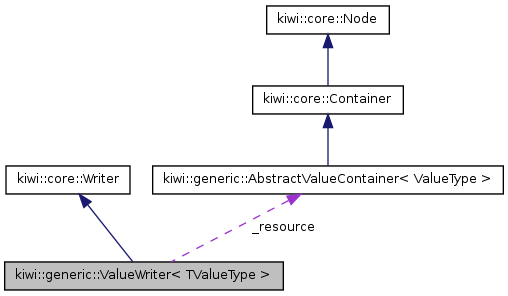 kiwi::core::Node
kiwi::core::Container
kiwi::core::Writer
kiwi::generic::AbstractValueContainer< ValueType >
_resource
kiwi::generic::ValueWriter< TValueType >